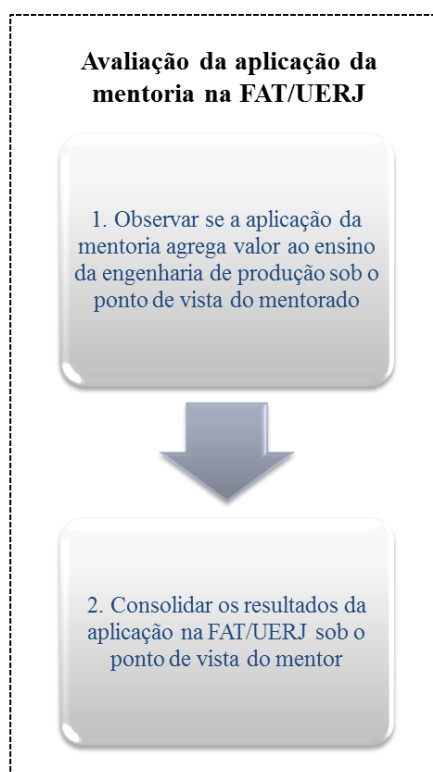 Avaliação da aplicação da
mentoria na FAT/UERJ
1. Observar se a aplicação da
mentoria agrega valor ao ensino
da engenharia de produção sob o
ponto de vista do mentorado
2. Consolidar os resultados da
aplicação na FAT/UERJ sob o
ponto de vista do mentor